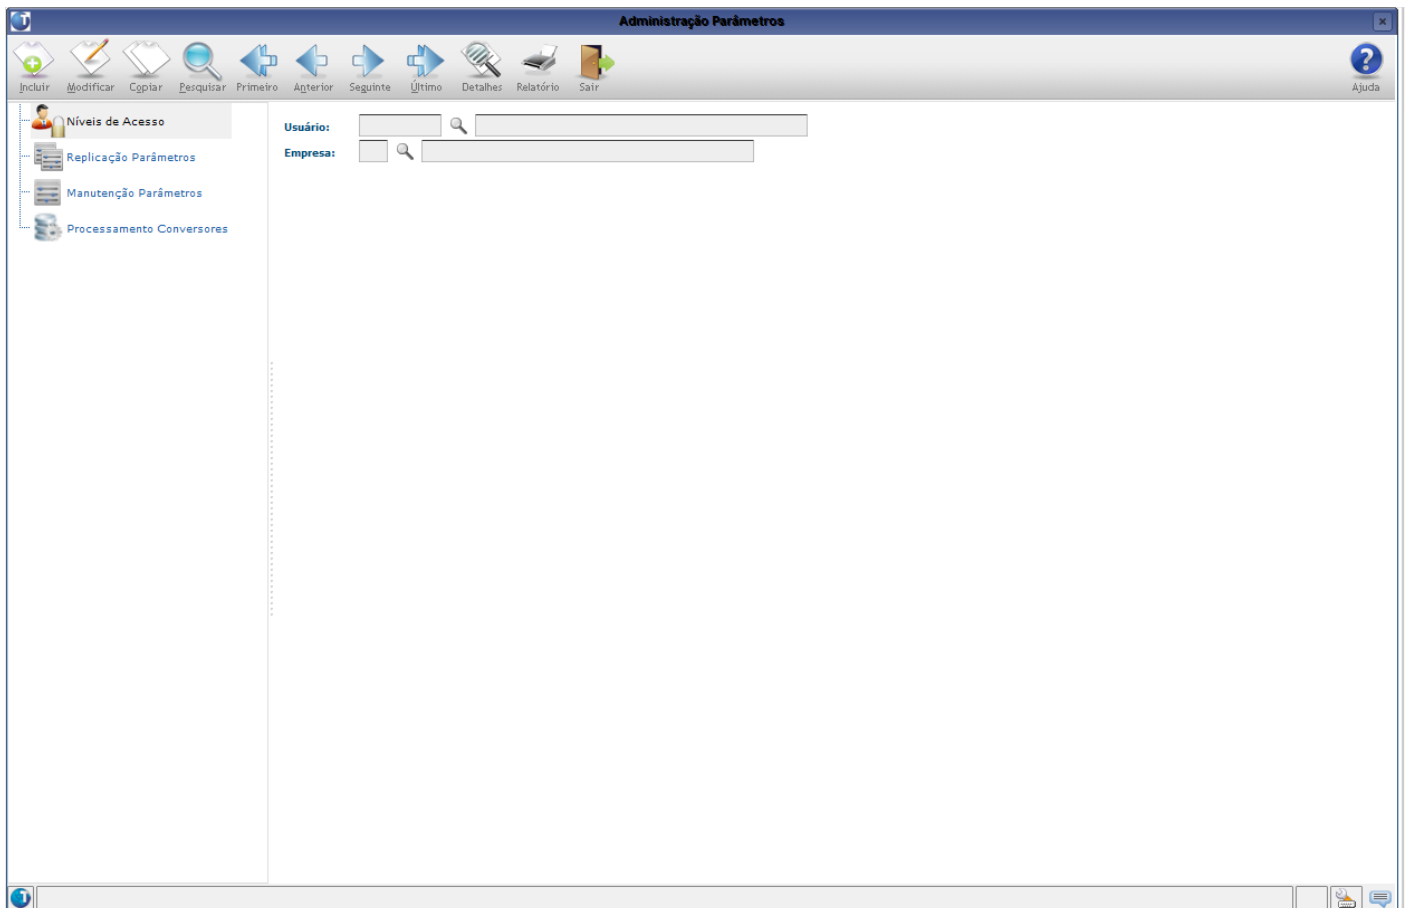 Administração Parâmetros
Incluir Modificar Copiar Pesquisar Primeiro Anterior Seguinte Último Detalhes Relatório Sair Ajuda
Níveis de Acesso
Replicação Parâmetros
Manutenção Parâmetros
Processamento Conversores
Usuário:
Empresa: